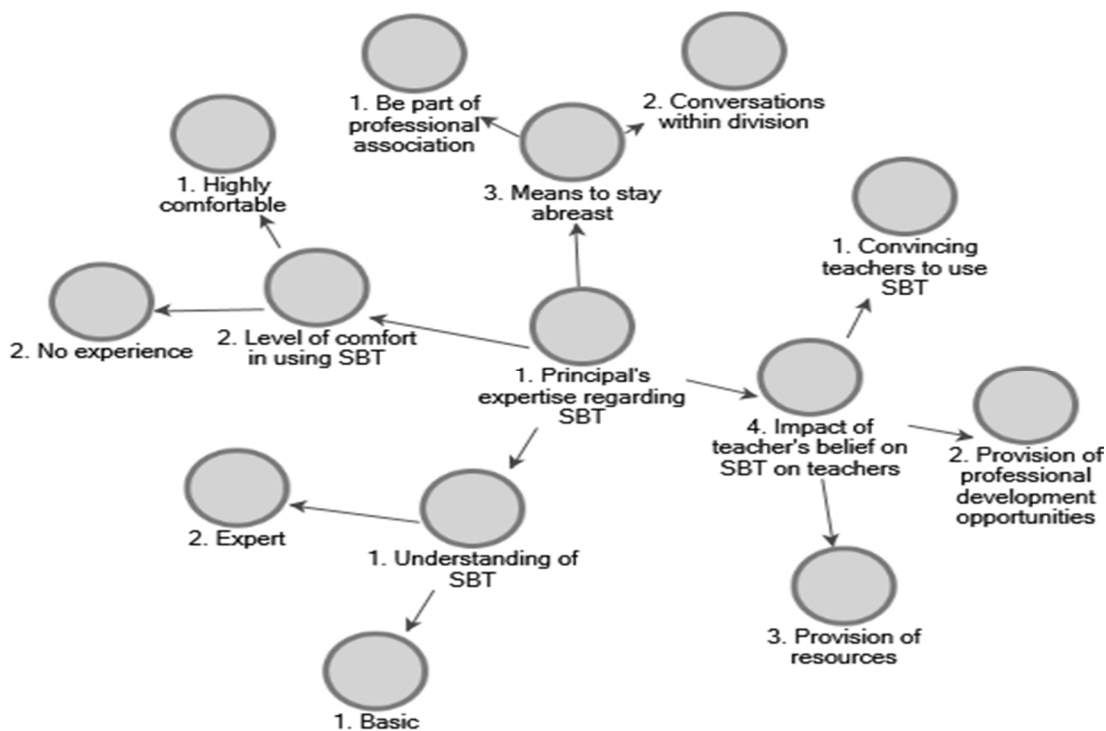 1. Be part of
professional
association
2. Conversations
within division
3. Means to stay
abreast
1. Highly
comfortable
1. Convincing
teachers to use
SBT
2. No experience
2. Level of comfort
in using SBT
1. Principal's
expertise regarding
SBT
4. Impact of
teacher's belief on
SBT on teachers
2. Provision of
professional
development
opportunities
2. Expert
1. Understanding of
SBT
3. Provision of
resources
1. Basic